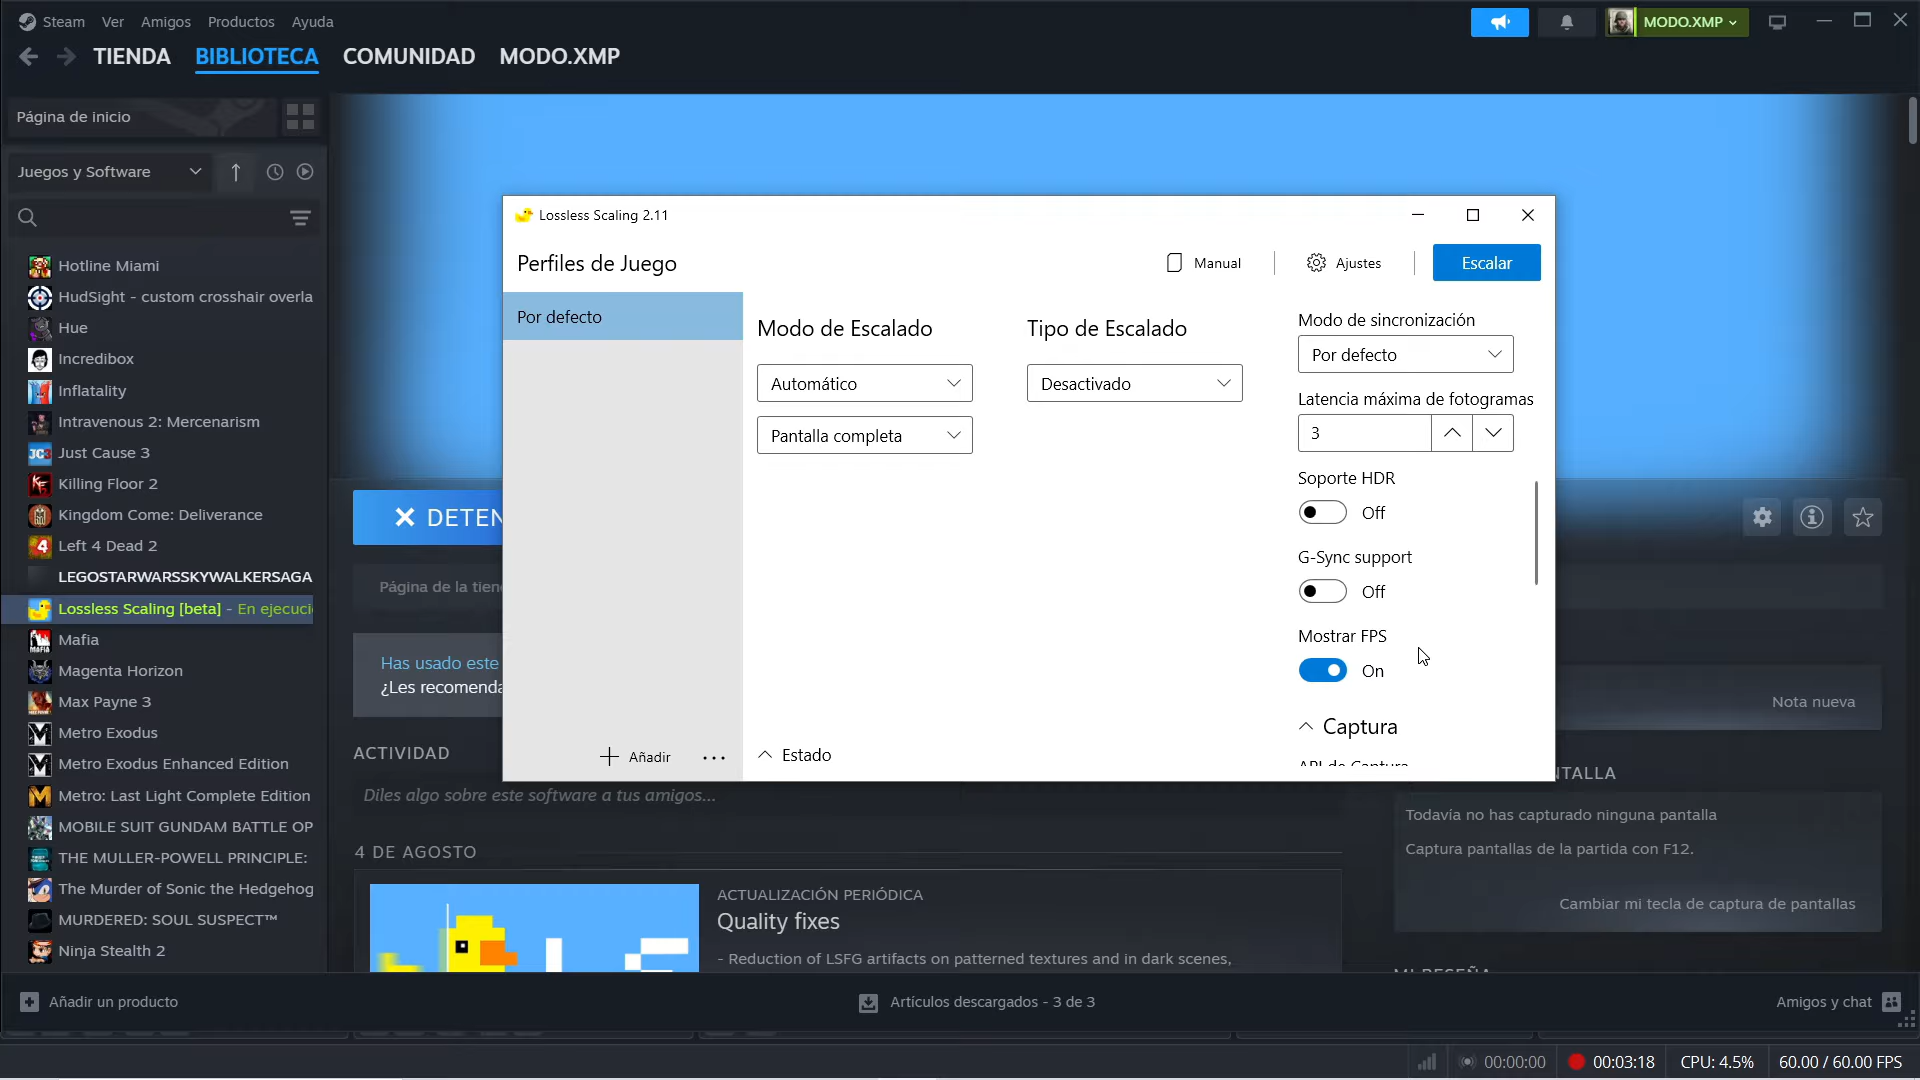 Steam Ver Amigos Productos Ayuda
MODO.XMP
TIENDA BIBLIOTECA COMUNIDAD MODO.XMP
Página de inicio
Juegos y Software
Hotline Miami
HudSight - custom crosshair overla
Hue
Incredibox
Inflatality
Intravenous 2: Mercenarism
Just Cause 3
Killing Floor 2
Kingdom Come: Deliverance
Left 4 Dead 2
LEGOSTARWARSSKYWALKERSAGA
Lossless Scaling [beta] - En ejecuci
Mafia
Magenta Horizon
Max Payne 3
Metro Exodus
Metro Exodus Enhanced Edition
Metro: Last Light Complete Edition
MOBILE SUIT GUNDAM BATTLE OP
THE MULLER-POWELL PRINCIPLE:
The Murder of Sonic the Hedgehog
MURDERED: SOUL SUSPECT™
Ninja Stealth 2
Lossless Scaling 2.11
Perfiles de Juego
Manual
Ajustes
Escalar
Por defecto
Modo de Escalado
Automático
Pantalla completa
Tipo de Escalado
Desactivado
Modo de sincronización
Por defecto
Latencia máxima de fotogramas
3
Soporte HDR
Off
G-Sync support
Off
Mostrar FPS
On
Captura
API de Captura
Añadir
Estado
DETEN
Página de la tien
Has usado este
¿Les recomenda
Nota nueva
ACTIVIDAD
Diles algo sobre este software a tus amigos...
4 DE AGOSTO
ACTUALIZACIÓN PERIÓDICA
Quality fixes
- Reduction of LSFG artifacts on patterned textures and in dark scenes,
TALLA
Todavía no has capturado ninguna pantalla
Captura pantallas de la partida con F12.
Cambiar mi tecla de captura de pantallas
MI RESEÑA
Añadir un producto
Artículos descargados - 3 de 3
Amigos y chat
00:00:00
00:03:18
CPU: 4.5%
60.00 / 60.00 FPS